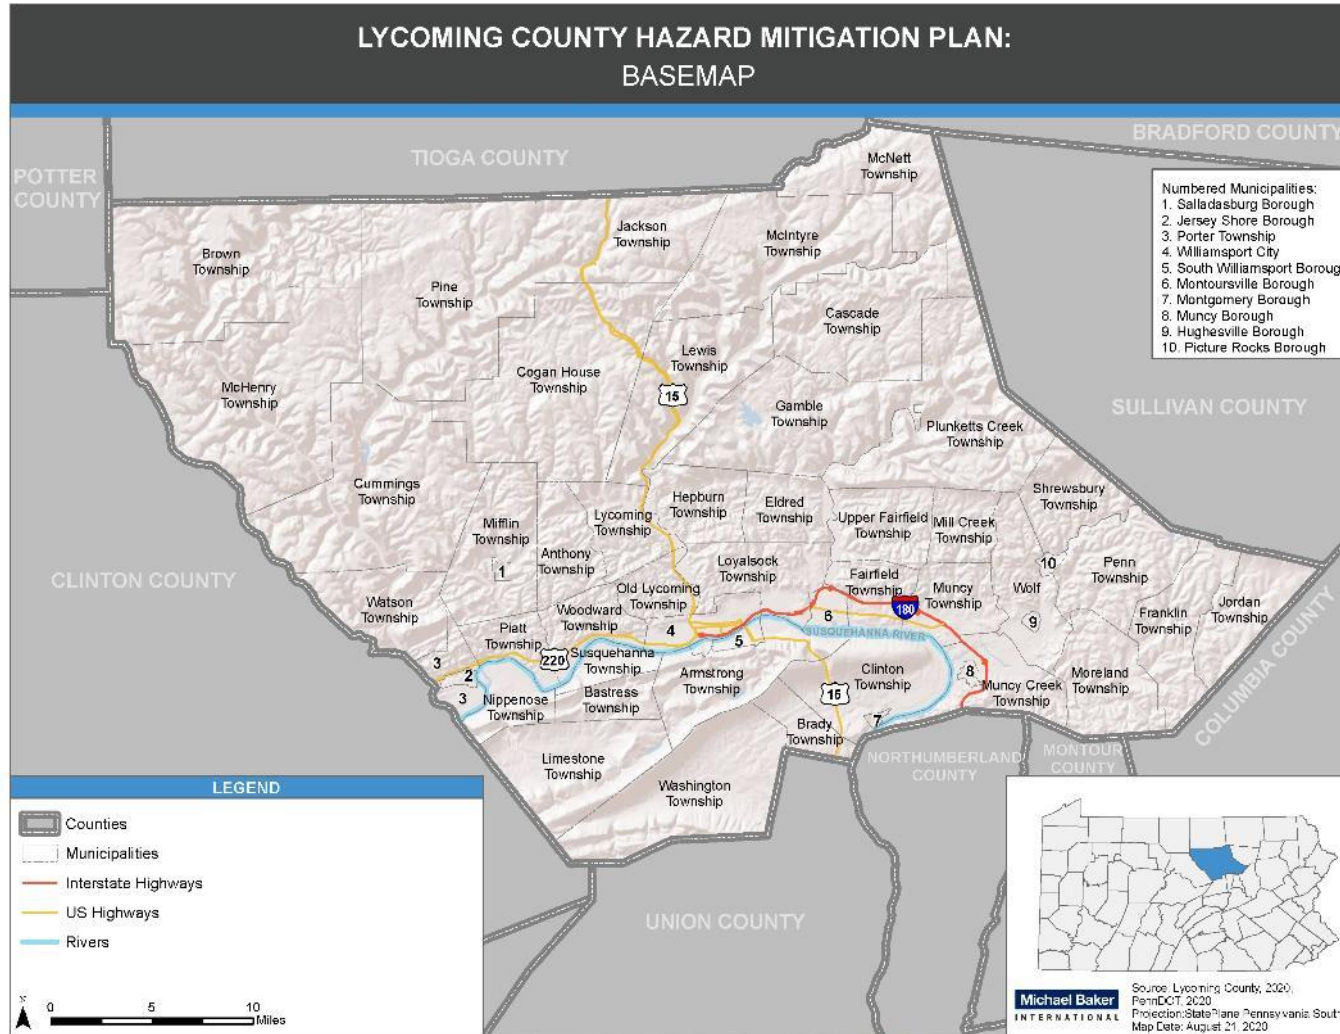 LYCOMING COUNTY HAZARD MITIGATION PLAN:
BASEMAP
BRADFORD COUNTY
TIOGA COUNTY
POTTER
COUNTY
McNett
Township
Numbered Municipalities:
1. Salladasburg Borough
2. Jersey Shore Borough
3. Porter Township
4. Williamsport City
5. South Williamsport Boroug
6. Montoursville Borough
7. Montgomery Borough
8. Muncy Borough
9. Hughesville Borough
10. Picture Rocks Borough
Jackson
Township
McIntyre
Township
Brown
Township
Pine
Township
Cascade
Township
Lewis
Township
Cogan House
Township
McHenry
Township
15
Gamble
Township
SULLIVAN COUNTY
Plunketts Creek
Township
Cummings
Township
Shrewsbury
Township
Hepburn
Township
Eldred
Township
Lycoming
Township
Upper Fairfield
Township
Mill Creek
Township
Mifflin
Township
Anthony
Township
Loyalsock
Township
1
10
Penn
Township
CLINTON COUNTY
Old Lycoming
Township
Fairfield
Township
Muncy
Township
Wolf
Watson
Township
Woodward
Township
180
Franklin
Township
Jordan
Township
Piatt
Township
4
5
6
9
SUSQUEHANNA RIVER
3
220
Susquehanna
Township
2
Armstrong
Township
Clinton
Township
8
Moreland
Township
3
Nippenose
Township
Bastress
Township
15
Muncy Creek
Township
COLUMBIA COUNTY
7
Brady
Township
Limestone
Township
NORTHUMBERLAND
COUNTY
MONTOUR
COUNTY
Washington
Township
UNION COUNTY
LEGEND
Counties
Municipalities
Interstate Highways
US Highways
Rivers
N
0 5 10
Miles
Michael Baker
INTERNATIONAL
Source: Lycoming County, 2020;
PennDOT, 2020
Projection:StatePlane Pennsylvania Sout
Map Date: August 21, 2020